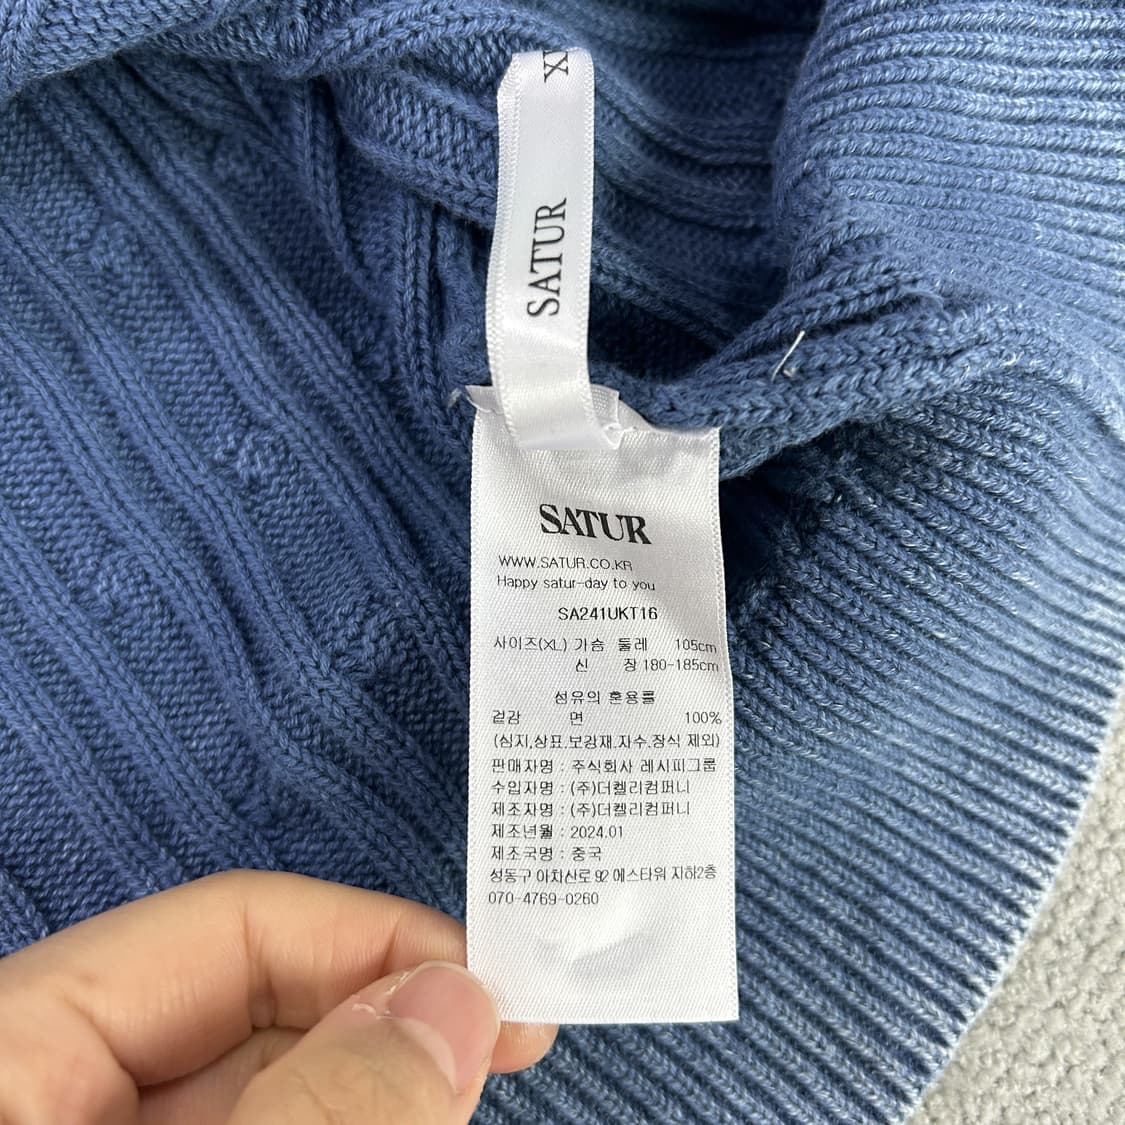 SATUR
SATUR
WWW.SATUR.CO.KR
Happy satur-day to you
SA241UKT16
사이즈(XL) 가슴 둘레 105cm
신 장 180-185cm
섬유의 혼용률
겉감 면 100%
(심지,상표,보강재,자수,장식 제외)
판매자명 : 주식회사 레시피그룹
수입자명 : (주)더켈리컴퍼니
제조자명 : (주)더켈리컴퍼니
제조년월 : 2024.01
제조국명 : 중국
성동구 아차산로 92 에스타워 지하2층
070-4769-0260